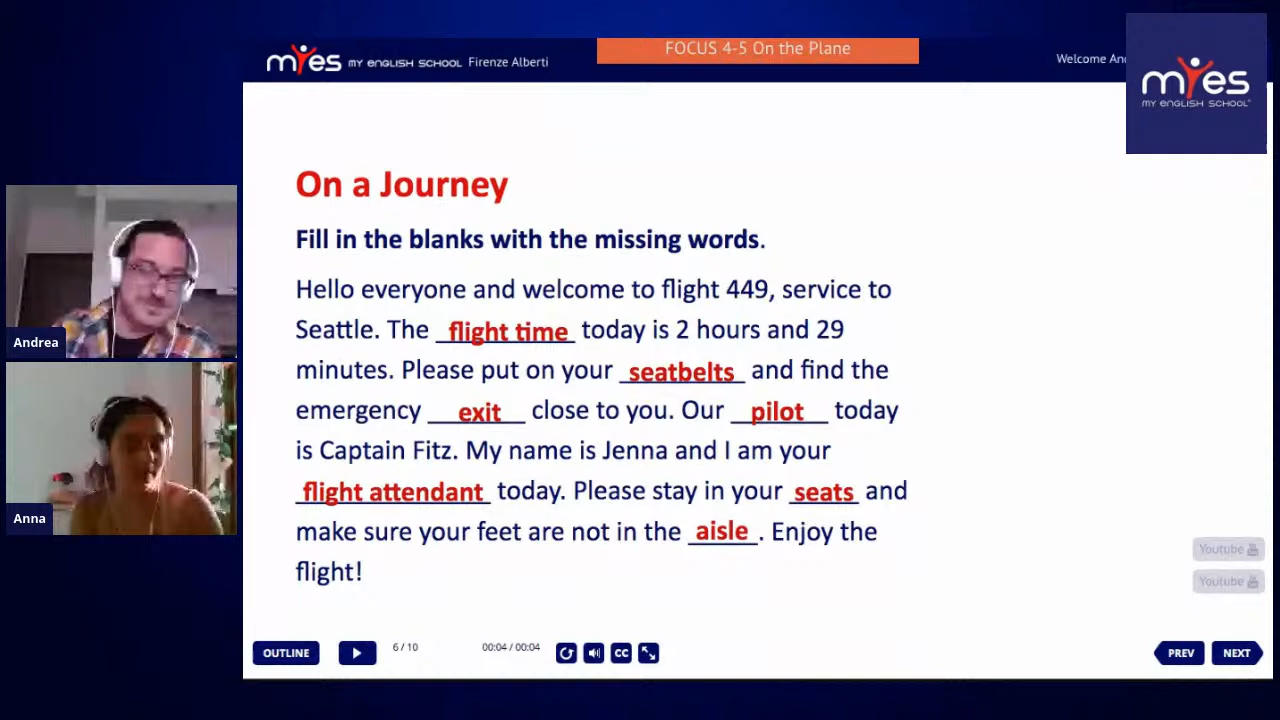 FOCUS 4-5 On the Plane
myes MY ENGLISH SCHOOL Firenze Alberti
Welcome
myes
MY ENGLISH SCHOOL
On a Journey
Fill in the blanks with the missing words.
Hello everyone and welcome to flight 449, service to
Seattle. The flight time today is 2 hours and 29
minutes. Please put on your seatbelts and find the
emergency exit close to you. Our pilot today
is Captain Fitz. My name is Jenna and I am your
flight attendant today. Please stay in your seats and
make sure your feet are not in the aisle. Enjoy the
flight!
Andrea
Anna
Youtube
Youtube
OUTLINE
6 / 10
00:04 / 00:04
CC
PREV
NEXT